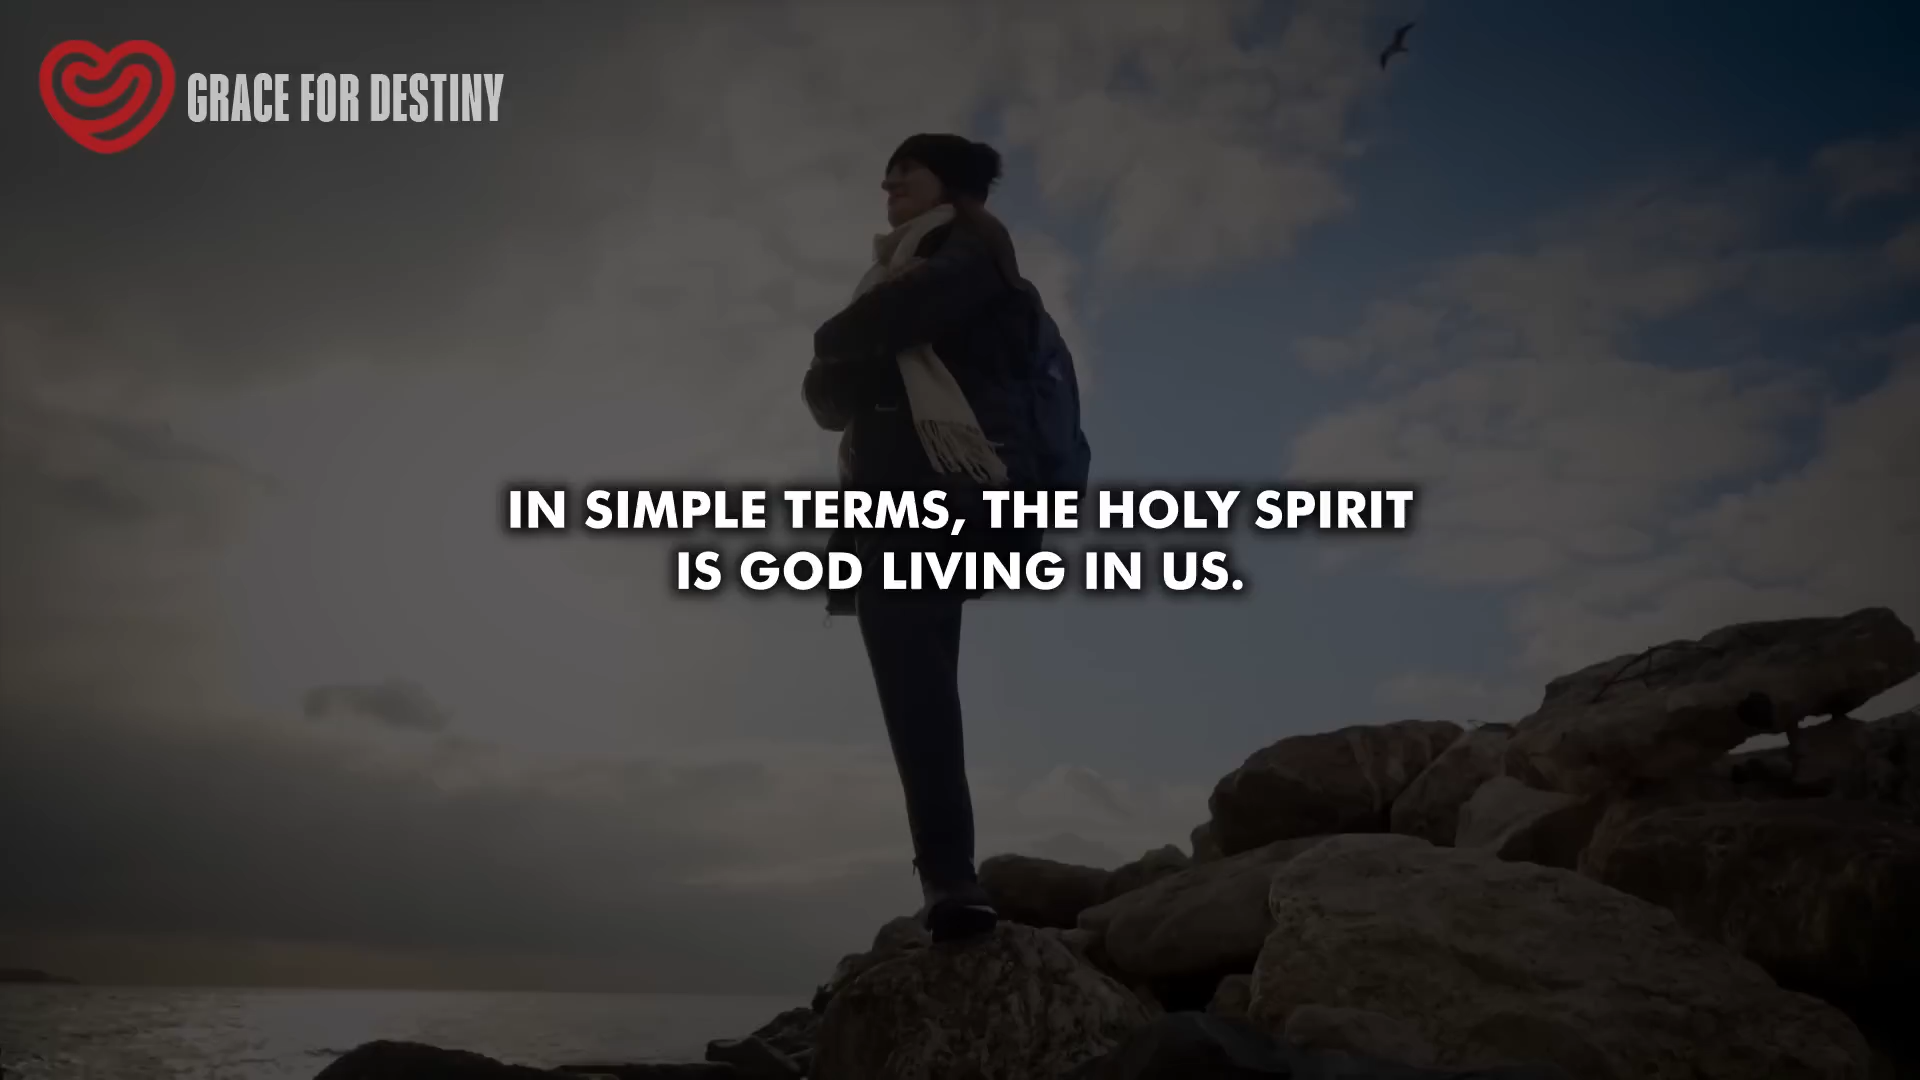 GRACE FOR DESTINY
IN SIMPLE TERMS, THE HOLY SPIRIT
IS GOD LIVING IN US.